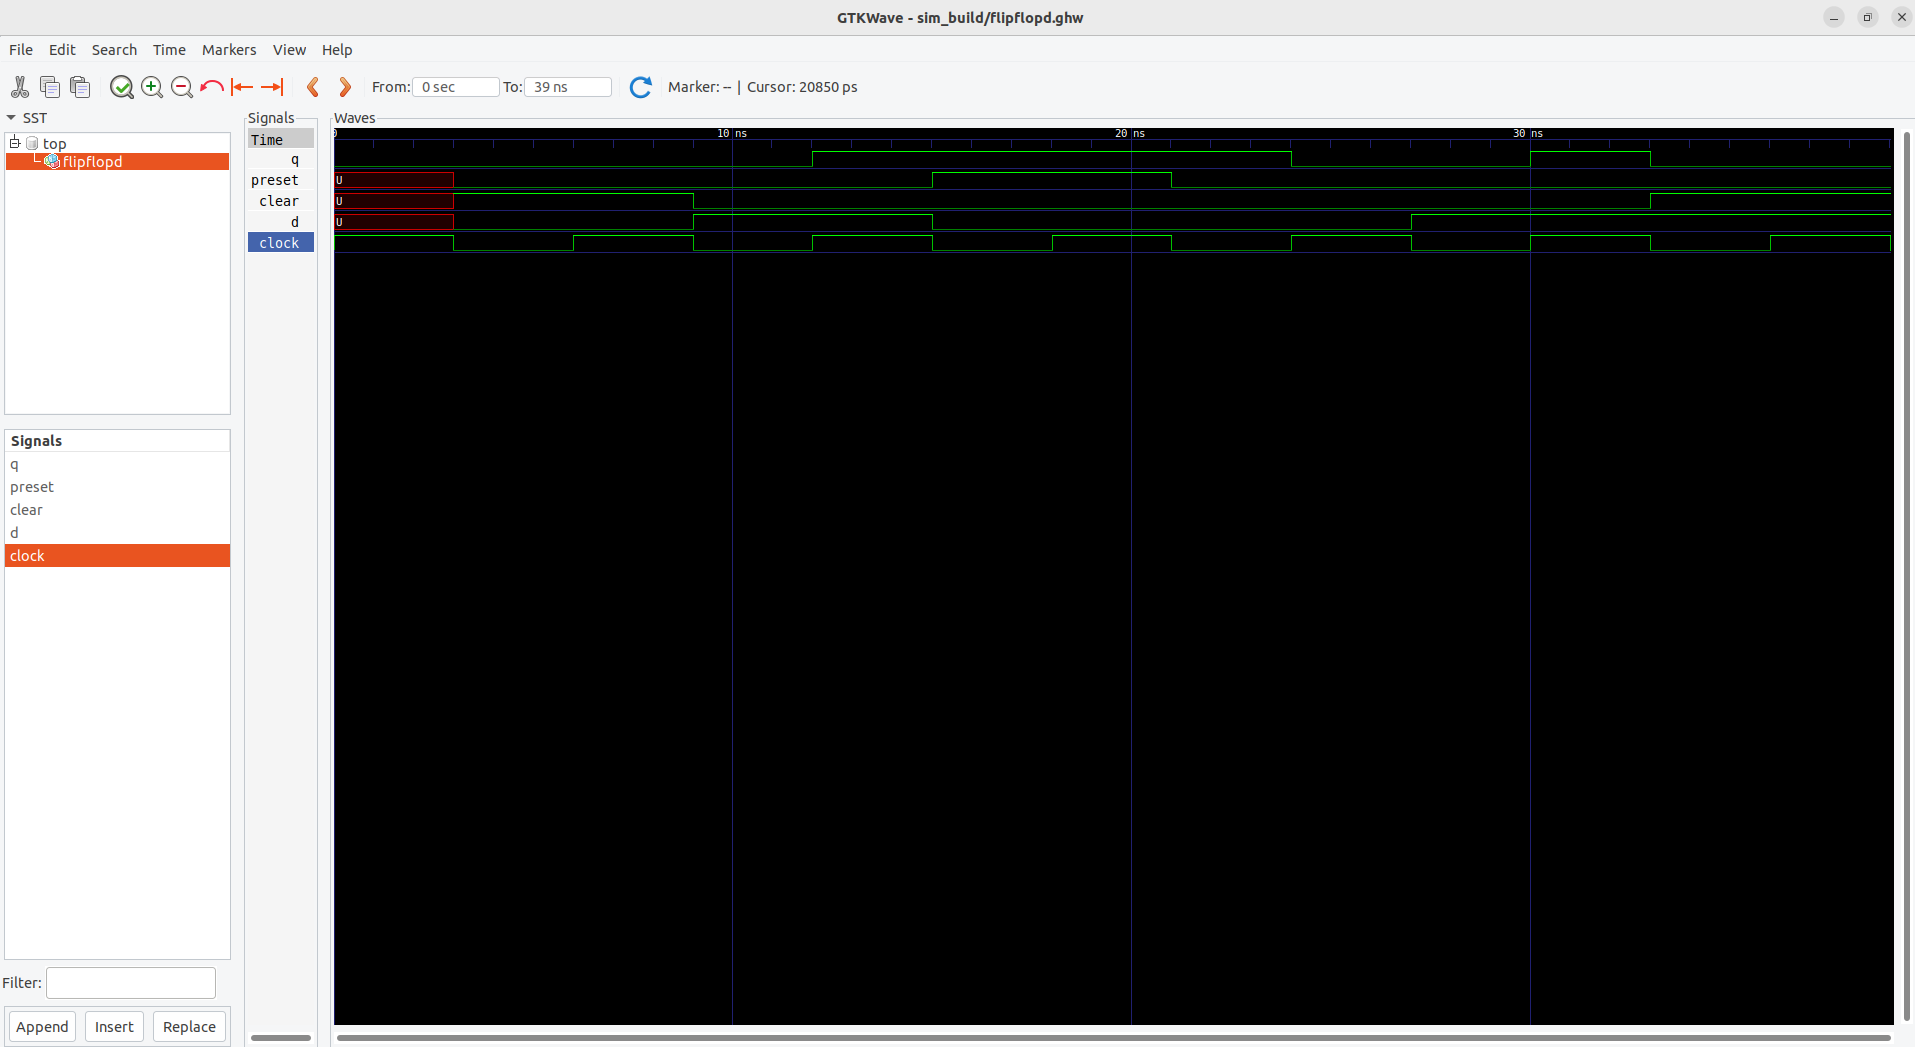 GTKWave - sim_build/flipflopd.ghw
File Edit Search Time Markers View Help
From: 0 sec To: 39 ns Marker: -- | Cursor: 20850 ps
SST
top
flipflopd
Signals
q
preset
clear
d
clock
Filter:
Append Insert Replace
Signals
Time
q
preset
clear
d
clock
Waves
0 10 ns 20 ns 30 ns
U
U
U